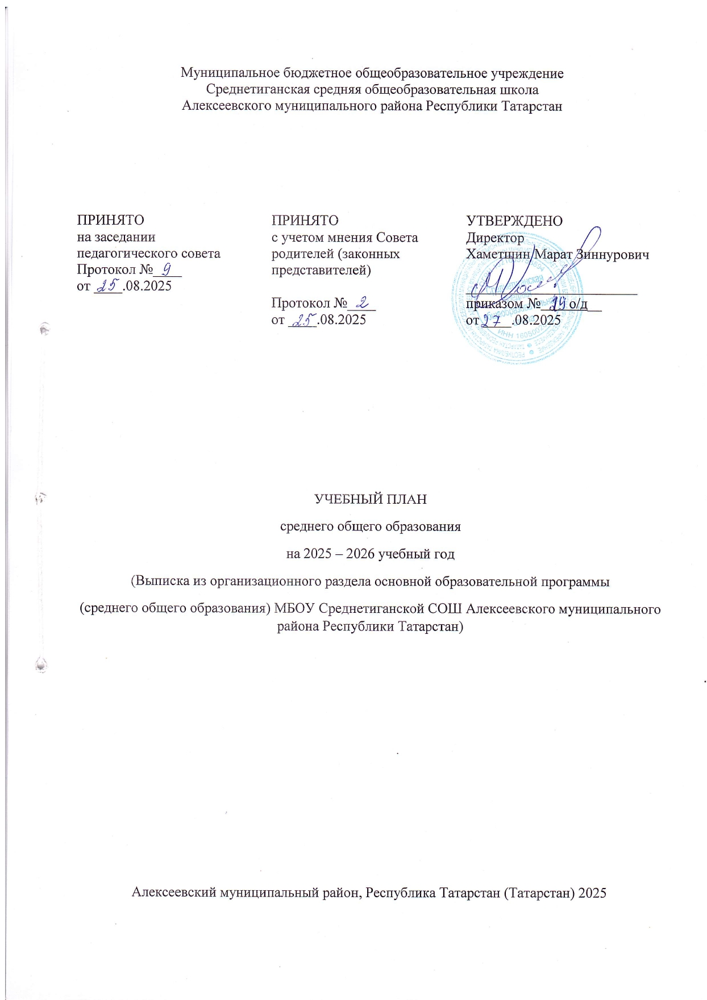 Муниципальное бюджетное общеобразовательное учреждение
Среднетиганская средняя общеобразовательная школа
Алексеевского муниципального района Республики Татарстан
ПРИНЯТО
на заседании
педагогического совета
Протокол № 9
от 25.08.2025
ПРИНЯТО
с учетом мнения Совета
родителей (законных
представителей)
Протокол № 2
от 25.08.2025
УТВЕРЖДЕНО
Директор
Хаметшин Марат Зиннурович
приказом № о/д
от 27.08.2025
ИНН 160500
УЧЕБНЫЙ ПЛАН
среднего общего образования
на 2025 – 2026 учебный год
(Выписка из организационного раздела основной образовательной программы
(среднего общего образования) МБОУ Среднетиганской СОШ Алексеевского муниципального
района Республики Татарстан)
Алексеевский муниципальный район, Республика Татарстан (Татарстан) 2025